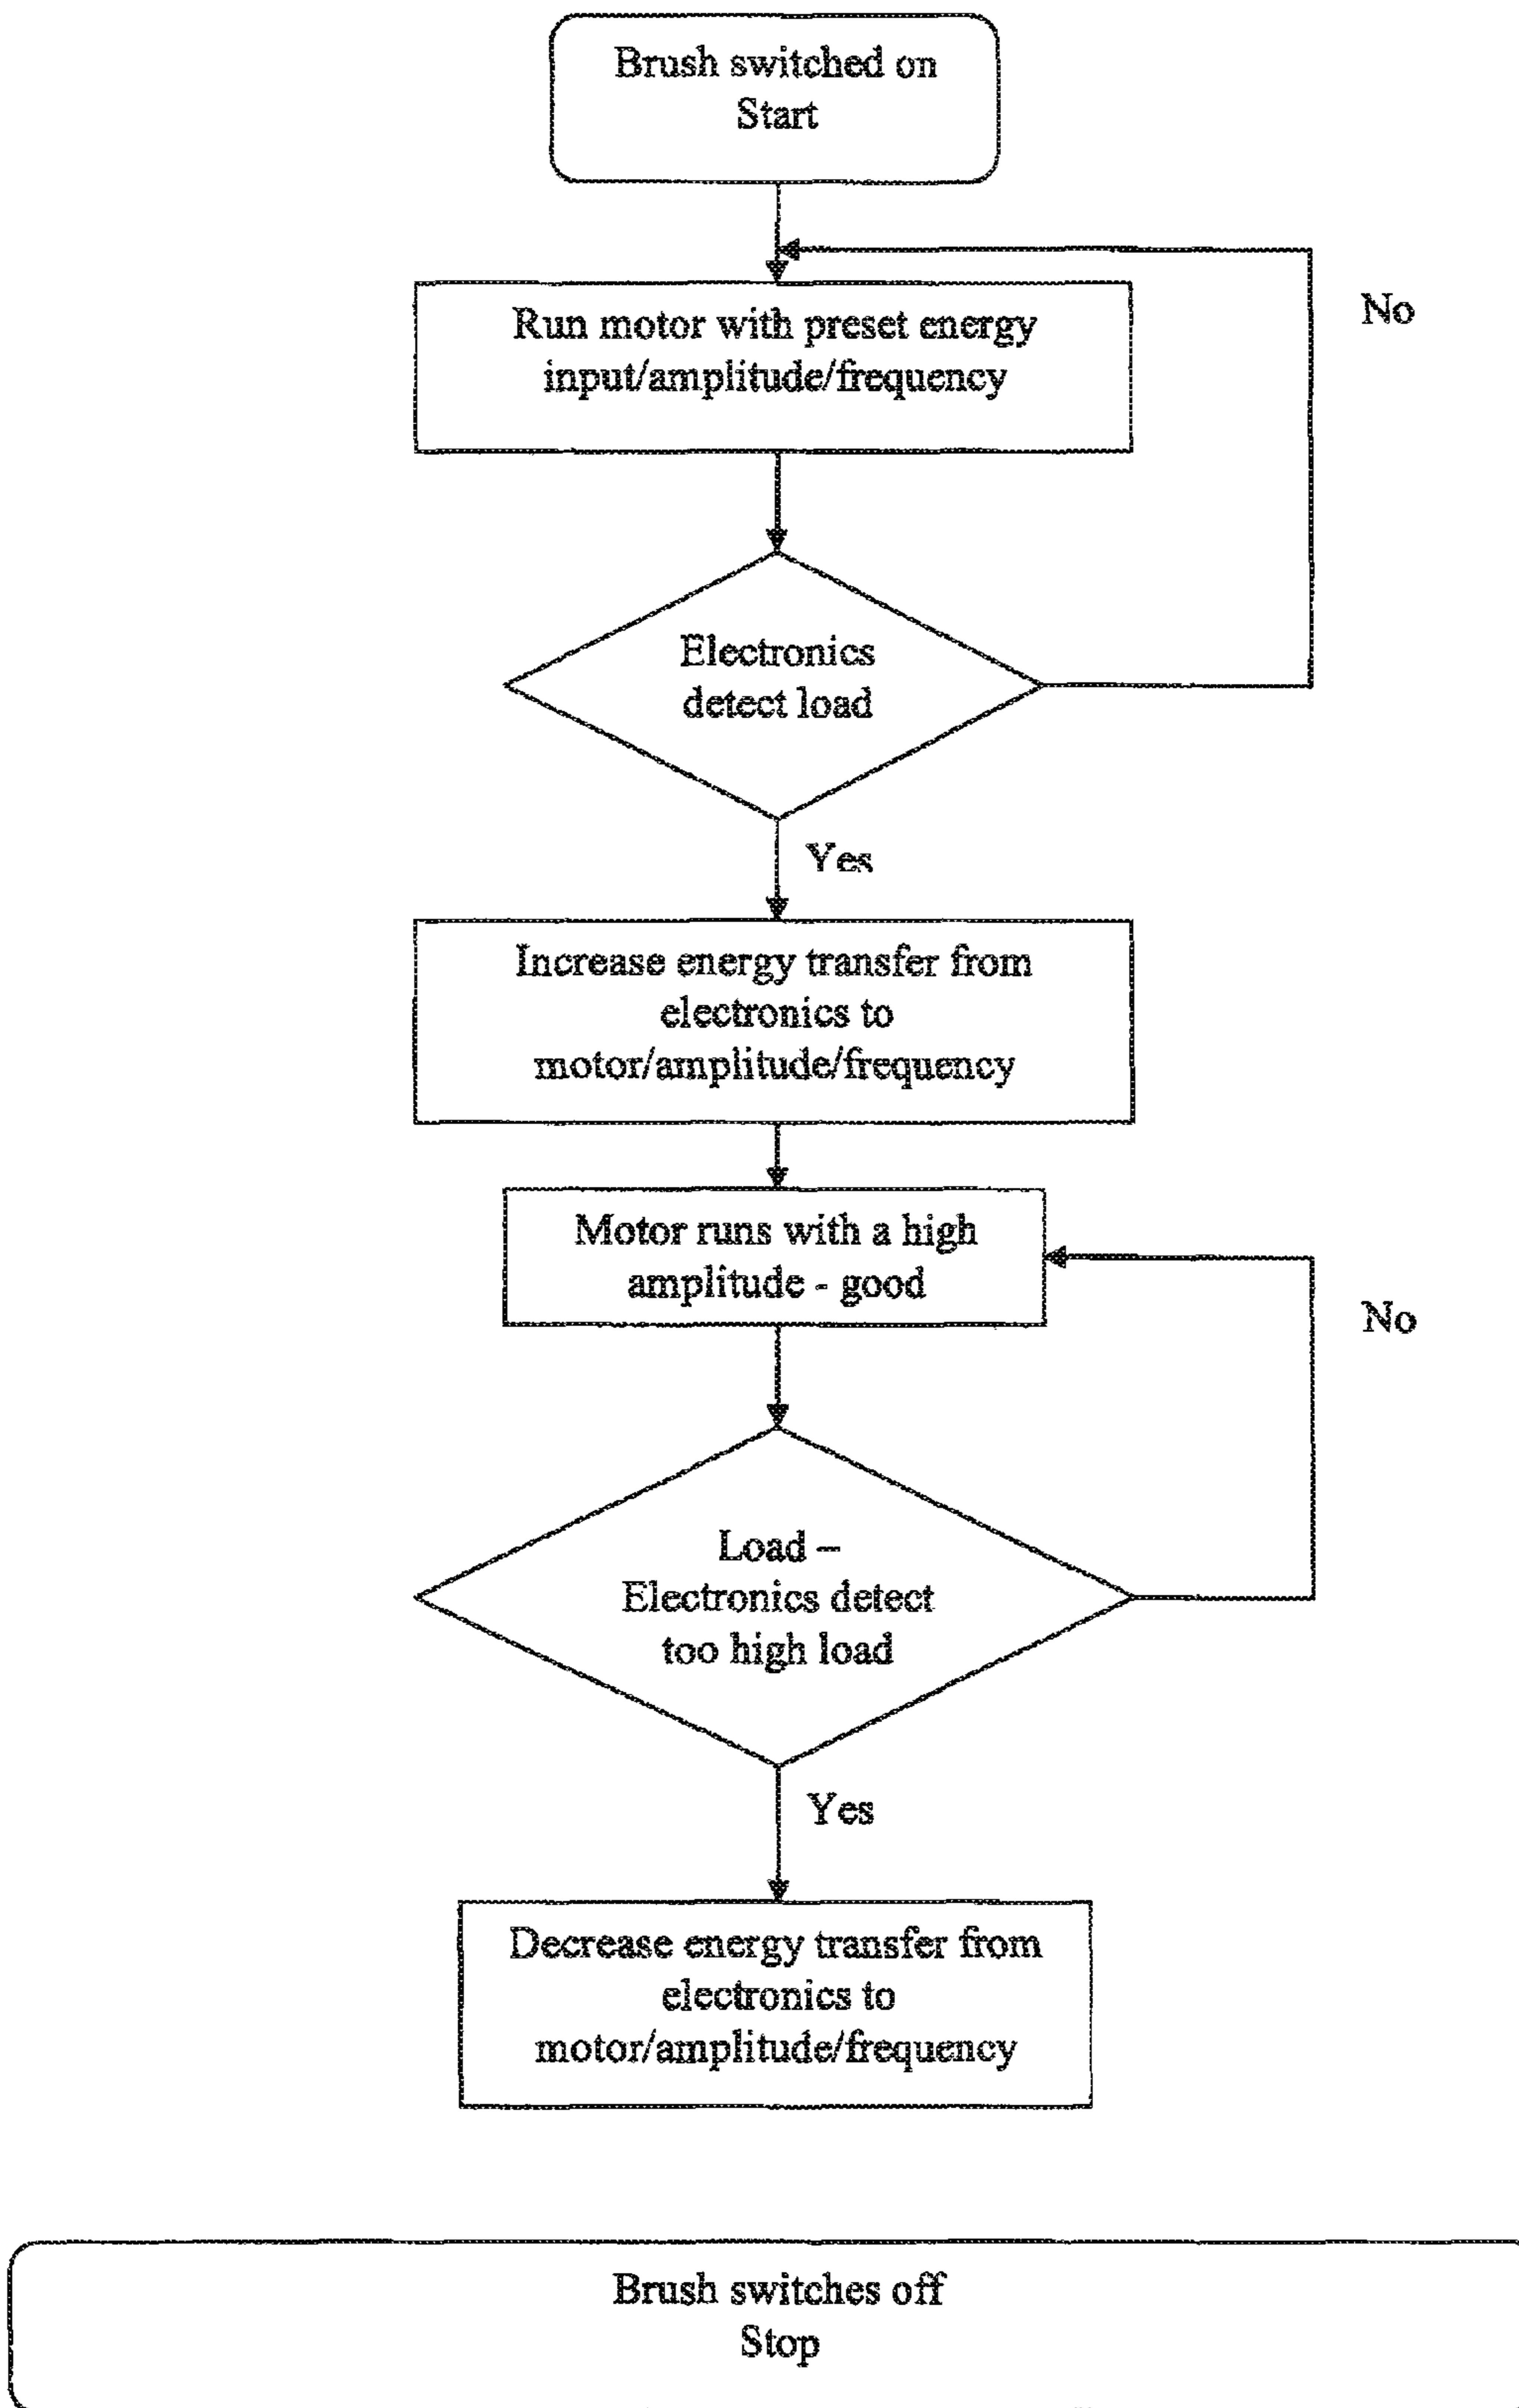 Brush switched on
Start
No
Run motor with preset energy
input/amplitude/frequency
Electronics
detect load
Yes
Increase energy transfer from
electronics to
motor/amplitude/frequency
Motor runs with a high
amplitude - good
No
Load –
Electronics detect
too high load
Yes
Decrease energy transfer from
electronics to
motor/amplitude/frequency
Brush switches off
Stop